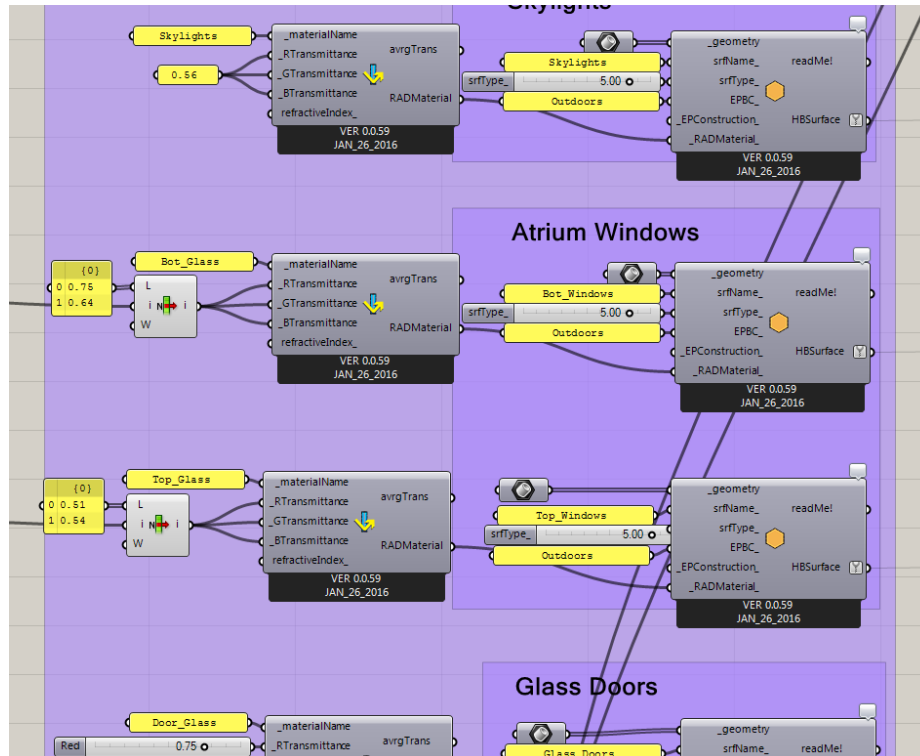 Skylights
Skylights
_materialName
_RTransmittance
_GTransmittance
_BTransmittance
refractiveIndex_
avrgTrans
RADMaterial
0.56
VER 0.0.59
JAN_26_2016
Skylights
srfType_
5.00
Outdoors
_geometry
srfName_
srfType_
EPBC_
_EPConstruction_
_RADMaterial_
readMe!
HBSurface
VER 0.0.59
JAN_26_2016
Atrium Windows
{0}
0 0.75
1 0.64
L
i
W
N
i
Bot_Glass
_materialName
_RTransmittance
_GTransmittance
_BTransmittance
refractiveIndex_
avrgTrans
RADMaterial
VER 0.0.59
JAN_26_2016
Bot_Windows
srfType_
5.00
Outdoors
_geometry
srfName_
srfType_
EPBC_
_EPConstruction_
_RADMaterial_
readMe!
HBSurface
VER 0.0.59
JAN_26_2016
{0}
0 0.51
1 0.54
L
i
W
N
i
Top_Glass
_materialName
_RTransmittance
_GTransmittance
_BTransmittance
refractiveIndex_
avrgTrans
RADMaterial
VER 0.0.59
JAN_26_2016
Top_Windows
srfType_
5.00
Outdoors
_geometry
srfName_
srfType_
EPBC_
_EPConstruction_
_RADMaterial_
readMe!
HBSurface
VER 0.0.59
JAN_26_2016
Glass Doors
Door_Glass
Red
0.75
_materialName
_RTransmittance
avrgTrans
Glass Doors
_geometry
srfName_
readMe!